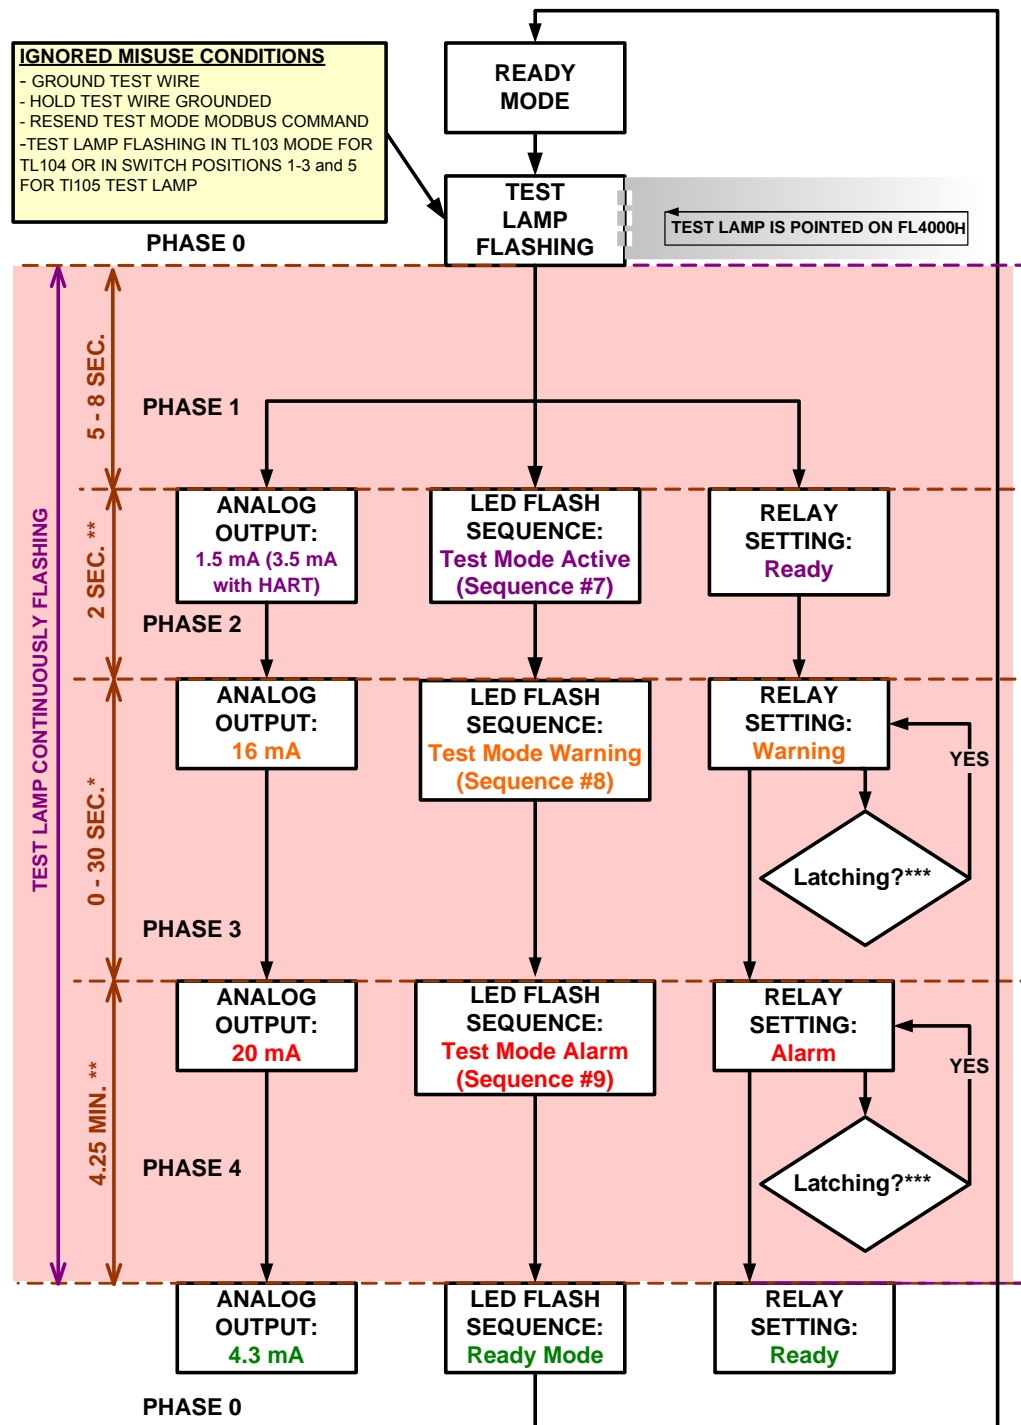 IGNORED MISUSE CONDITIONS
- GROUND TEST WIRE
- HOLD TEST WIRE GROUNDED
- RESEND TEST MODE MODBUS COMMAND
-TEST LAMP FLASHING IN TL103 MODE FOR
TL104 OR IN SWITCH POSITIONS 1-3 and 5
FOR Tl105 TEST LAMP
READY
MODE
TEST
LAMP
FLASHING
TEST LAMP IS POINTED ON FL4000H
PHASE 0
TEST LAMP CONTINUOUSLY FLASHING
5 - 8 SEC.
PHASE 1
2 SEC. **
ANALOG
OUTPUT:
1.5 mA (3.5 mA
with HART)
LED FLASH
SEQUENCE:
Test Mode Active
(Sequence #7)
RELAY
SETTING:
Ready
PHASE 2
0 - 30 SEC.*
ANALOG
OUTPUT:
16 mA
LED FLASH
SEQUENCE:
Test Mode Warning
(Sequence #8)
RELAY
SETTING:
Warning
YES
Latching?***
PHASE 3
4.25 MIN. **
ANALOG
OUTPUT:
20 mA
LED FLASH
SEQUENCE:
Test Mode Alarm
(Sequence #9)
RELAY
SETTING:
Alarm
YES
Latching?***
PHASE 4
ANALOG
OUTPUT:
4.3 mA
LED FLASH
SEQUENCE:
Ready Mode
RELAY
SETTING:
Ready
PHASE 0